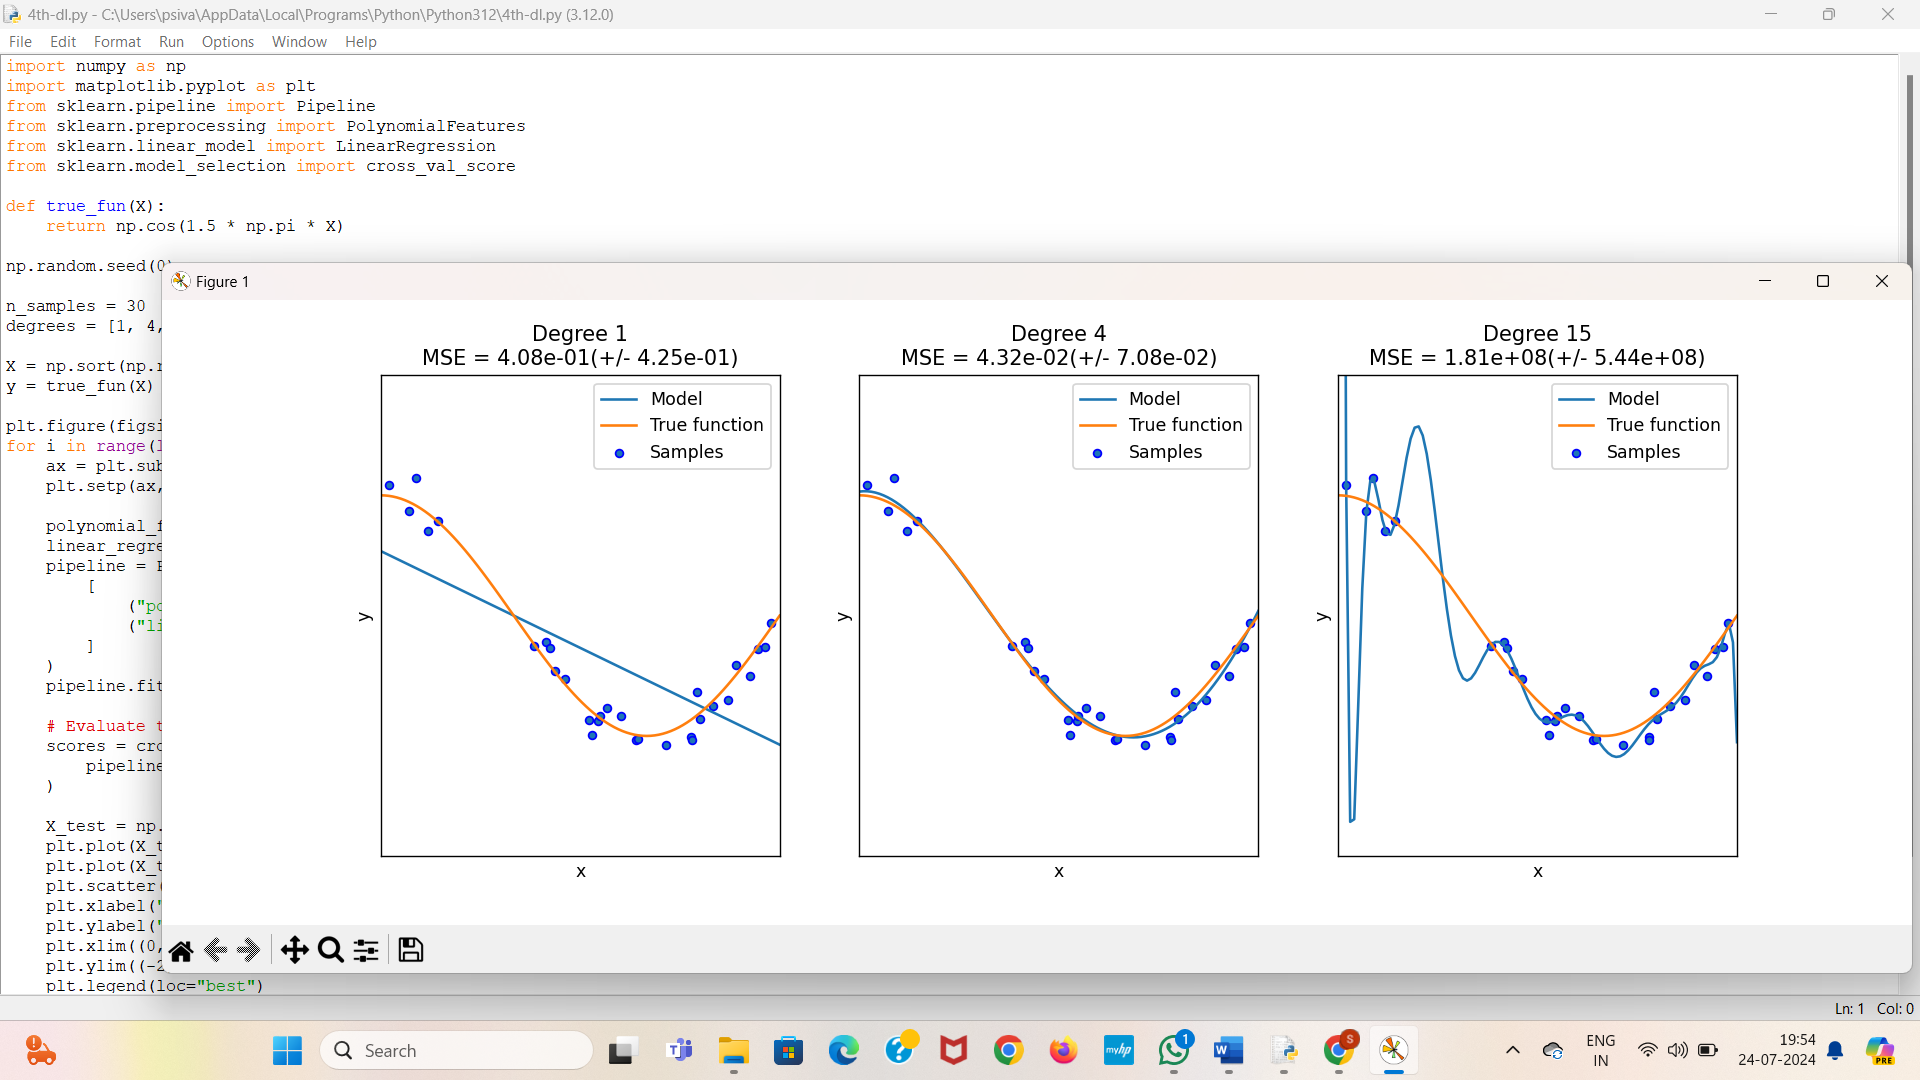 4th-dl.py - C:\Users\psiva\AppData\Local\Programs\Python\Python312\4th-dl.py (3.12.0)
File Edit Format Run Options Window Help
import numpy as np
import matplotlib.pyplot as plt
from sklearn.pipeline import Pipeline
from sklearn.preprocessing import PolynomialFeatures
from sklearn.linear_model import LinearRegression
from sklearn.model_selection import cross_val_score
def true_fun(X):
    return np.cos(1.5 * np.pi * X)
np.random.seed(0)
n_samples = 30
degrees = [1, 4,
X = np.sort(np.r
y = true_fun(X)
plt.figure(figsi
for i in range(l
    ax = plt.sub
    plt.setp(ax,
    polynomial_f
    linear_regre
    pipeline = P
        [
            ("po
            ("li
        ]
    )
    pipeline.fit
    # Evaluate t
    scores = cro
        pipeline
    )
    X_test = np.
    plt.plot(X_t
    plt.plot(X_t
    plt.scatter(
    plt.xlabel("
    plt.ylabel("
    plt.xlim((0,
    plt.ylim((-2
    plt.legend(loc="best")
Figure 1
Degree 1
MSE = 4.08e-01(+/- 4.25e-01)
Model
True function
Samples
y
x
Degree 4
MSE = 4.32e-02(+/- 7.08e-02)
Model
True function
Samples
y
x
Degree 15
MSE = 1.81e+08(+/- 5.44e+08)
Model
True function
Samples
y
x
Ln: 1 Col: 0
Search
myhp
1
S
ENG
IN
19:54
24-07-2024
PRE